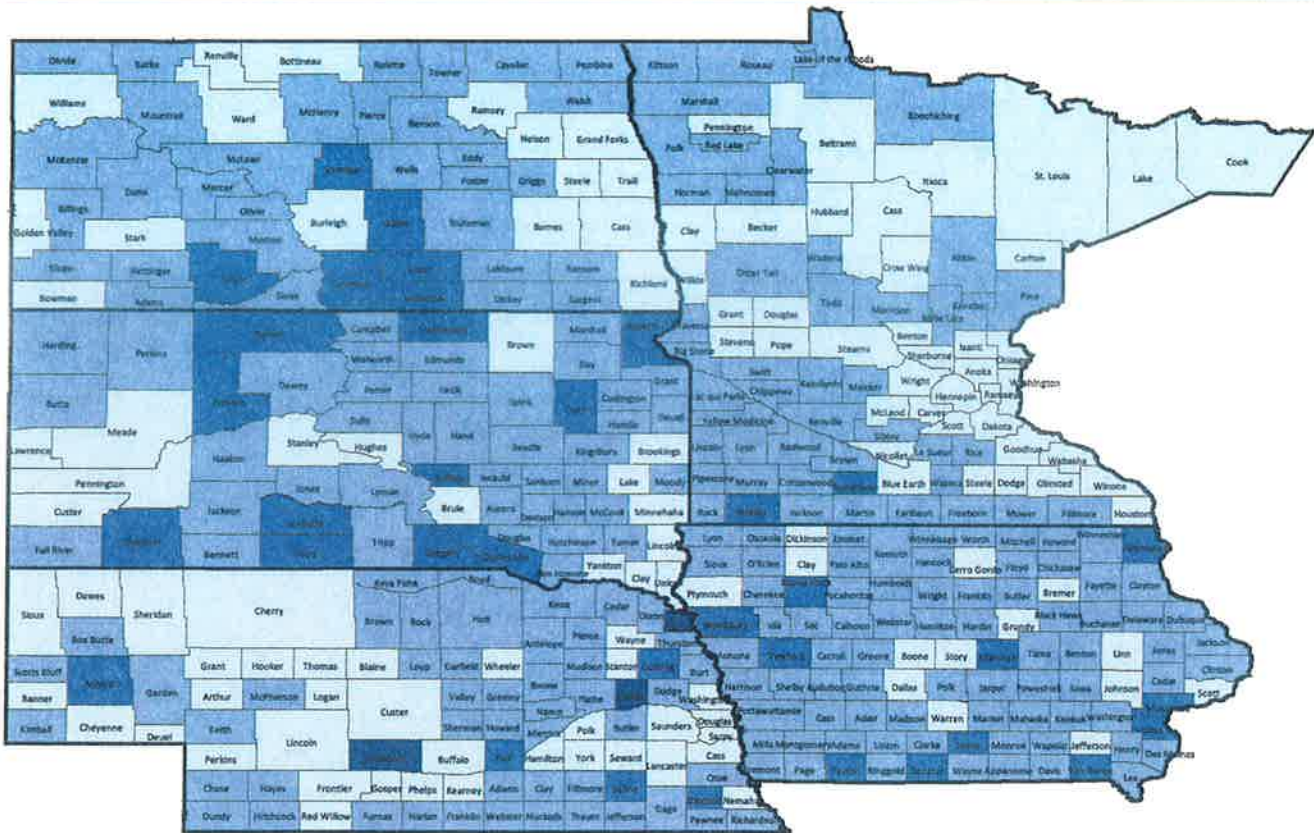 Divide Burke Renville Bottineau Rolette Towner Cavalier Pembina Kittson Roseau Lake of the Woods
Williams Mountrail Ward McHenry Pierce Benson Ramsey Walsh Marshall Koochiching
Nelson Grand Forks Pennington Beltrami
McKenzie McLean Wells Eddy Polk Red Lake Clearwater Itasca St. Louis Lake Cook
Dunn Mercer Foster Griggs Steele Traill Norman Mahnomen
Billings Oliver Burleigh Stutsman Barnes Cass Clay Becker Hubbard Cass
Golden Valley Stark Morton
Slope Hettinger LaMoure Ransom Richland Wilkin Otter Tail Wadena Crow Wing Aitkin Carlton
Bowman Adams Sioux Dickey Sargent Todd Morrison Mille Lacs Kanabec Pine
Harding Perkins Campbell Brown Marshall Traverse Grant Douglas Benton Isanti Chisago
Walworth Edmunds Day Big Stone Stevens Pope Stearns Sherburne Anoka Washington
Butte Dewey Potter Faulk Spink Grant Codington Swift Kandiyohi Meeker Wright Hennepin Ramsey
Meade Sully Hyde Hand Hamlin Deuel Lac qui Parle Chippewa McLeod Carver Scott Dakota
Lawrence Stanley Hughes Beadle Kingsbury Brookings Yellow Medicine Renville Sibley
Haakon Lincoln Lyon Redwood Brown Nicollet Le Sueur Rice Goodhue Wabasha
Pennington Jones Lyman Jerauld Sanborn Miner Lake Moody Pipestone Murray Cottonwood Blue Earth Waseca Steele Dodge Olmsted Winona
Custer Jackson Brule Aurora Davison Hanson McCook Minnehaha Rock Jackson Martin Faribault Freeborn Mower Fillmore Houston
Fall River Bennett Tripp Douglas Hutchinson Turner Lincoln Lyon Osceola Dickinson Emmet Kossuth Winnebago Worth Mitchell Howard Winneshiek
Yankton Clay Sioux O'Brien Clay Palo Alto Hancock Cerro Gordo Floyd Chickasaw
Sioux Dawes Sheridan Cherry Keya Paha Boyd Plymouth Cherokee Pocahontas Humboldt Wright Franklin Butler Bremer Fayette Clayton
Box Butte Brown Rock Holt Knox Cedar Dixon Ida Sac Calhoun Webster Hamilton Hardin Grundy Black Hawk Buchanan Delaware Dubuque
Antelope Pierce Wayne Thurston Monona Carroll Greene Boone Story Tama Benton Linn Jones Jackson
Scotts Bluff Grant Hooker Thomas Blaine Loup Garfield Wheeler Madison Stanton Burt Clinton
Banner Garden Arthur McPherson Logan Boone Platte Dodge Washington Harrison Shelby Audubon Guthrie Dallas Polk Jasper Poweshiek Iowa Johnson Cedar Scott
Kimball Cheyenne Deuel Custer Valley Greeley Nance Douglas Pottawattamie Cass Adair Madison Warren Marion Mahaska Keokuk Washington
Keith Lincoln Sherman Howard Merrick Polk Butler Saunders Sarpy Mills Montgomery Adams Union Clarke Monroe Wapello Jefferson Henry Des Moines
Perkins Buffalo Hamilton York Seward Lancaster Cass Page Ringgold Wayne Appanoose Davis Lee
Chase Hayes Frontier Gosper Phelps Kearney Adams Clay Fillmore Otoe
Dundy Hitchcock Red Willow Furnas Harlan Franklin Webster Nuckolls Thayer Jefferson Gage Nemaha
Pawnee Richardson